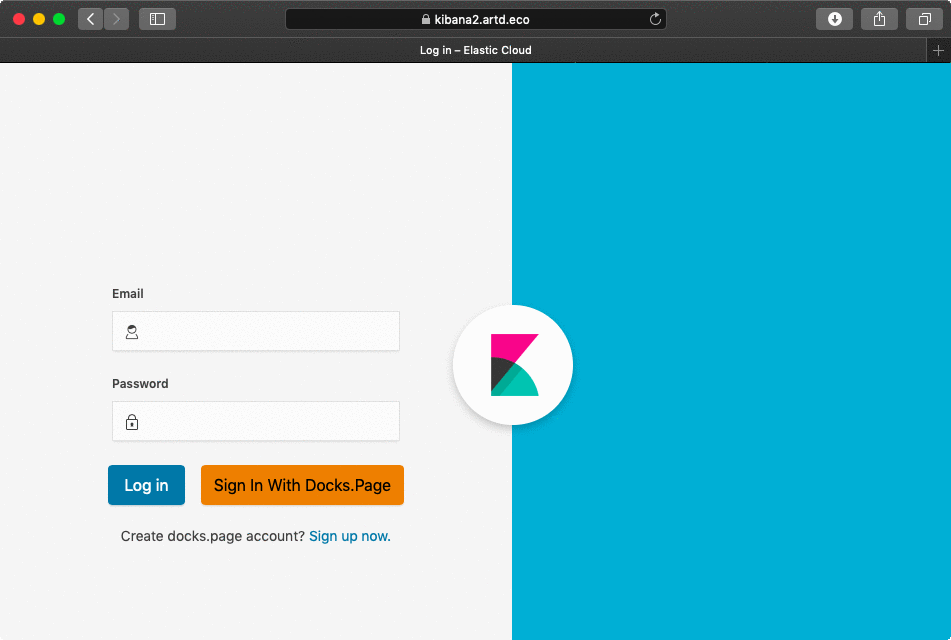 kibana2.artd.eco
Log in – Elastic Cloud
Email
Password
Log in
Sign In With Docks.Page
Create docks.page account? Sign up now.